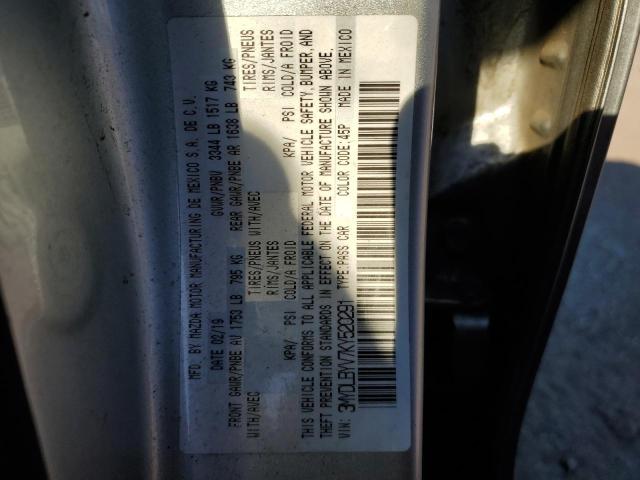 MFD. BY MAZDA MOTOR MANUFACTURING DE MEXICO S.A. DE C.V.
DATE 02/19 GVWR/PNBV 3344 LB 1517 KG
FRONT GAWR/PNBE AV 1753 LB 795 KG REAR GAWR/PNBE AR 1638 LB 743 KG
WITH/AVEC TIRES/PNEUS WITH/AVEC TIRES/PNEUS
RIMS/JANTES RIMS/JANTES
KPA/ PSI COLD/A FROID KPA/ PSI COLD/A FROID
THIS VEHICLE CONFORMS TO ALL APPLICABLE FEDERAL MOTOR VEHICLE SAFETY, BUMPER, AND
THEFT PREVENTION STANDARDS IN EFFECT ON THE DATE OF MANUFACTURE SHOWN ABOVE.
VIN: 3MYDLBYV7KY520291 TYPE:PASS CAR COLOR CODE:45P MADE IN MEXICO